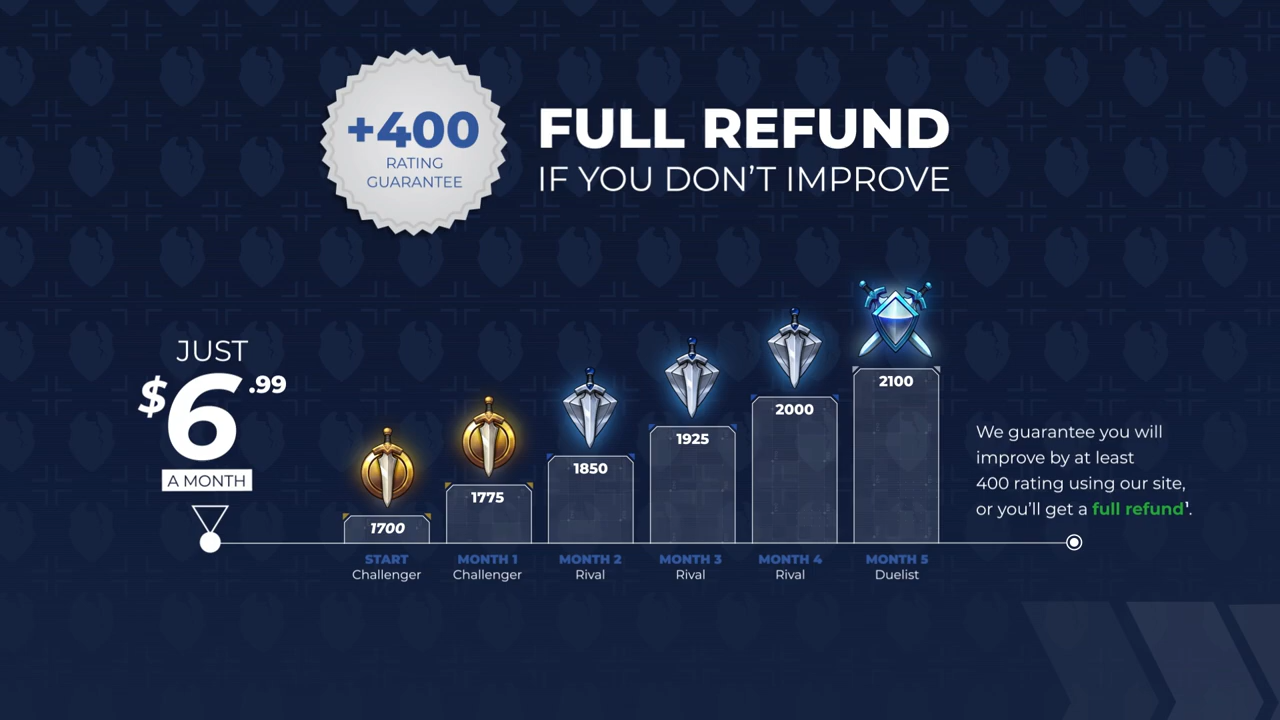 +400
RATING
GUARANTEE
FULL REFUND
IF YOU DON'T IMPROVE
JUST
$6.99
A MONTH
1700
1775
1850
1925
2000
2100
START
Challenger
MONTH 1
Challenger
MONTH 2
Rival
MONTH 3
Rival
MONTH 4
Rival
MONTH 5
Duelist
We guarantee you will
improve by at least
400 rating using our site,
or you'll get a full refund¹.